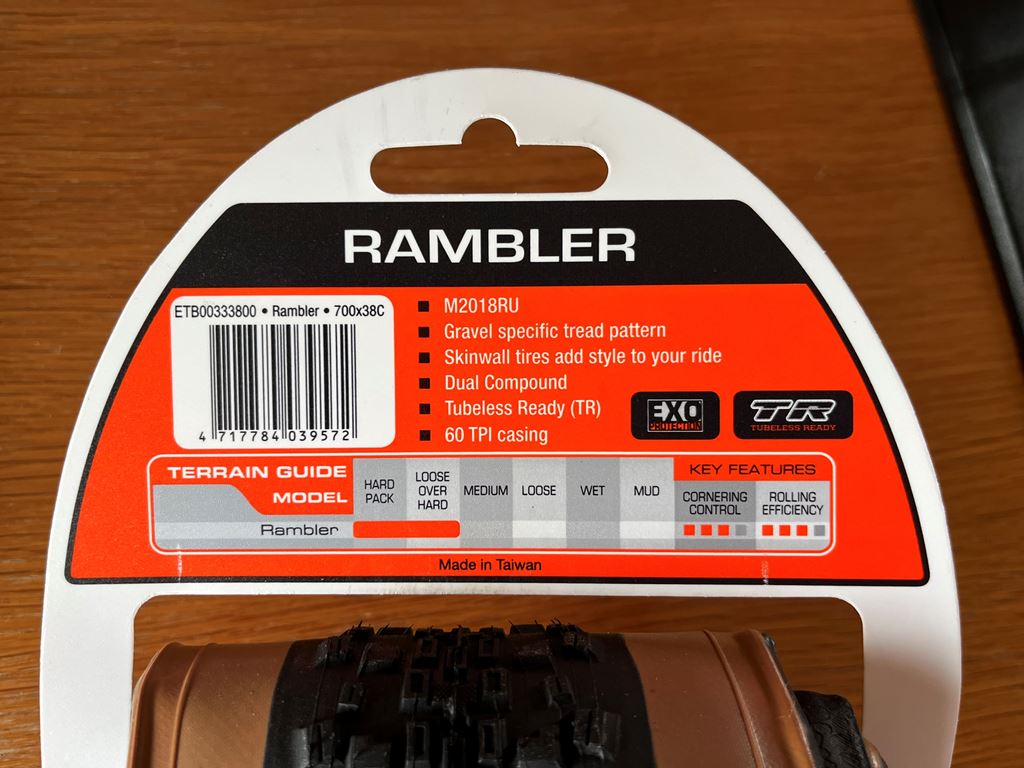 RAMBLER
ETB00333800 • Rambler • 700x38C
4 717784 039572
M2018RU
Gravel specific tread pattern
Skinwall tires add style to your ride
Dual Compound
Tubeless Ready (TR)
60 TPI casing
EXO
PROTECTION
TR
TUBELESS READY
TERRAIN GUIDE
MODEL
HARD
PACK
LOOSE
OVER
HARD
MEDIUM
LOOSE
WET
MUD
KEY FEATURES
CORNERING
CONTROL
ROLLING
EFFICIENCY
Rambler
Made in Taiwan